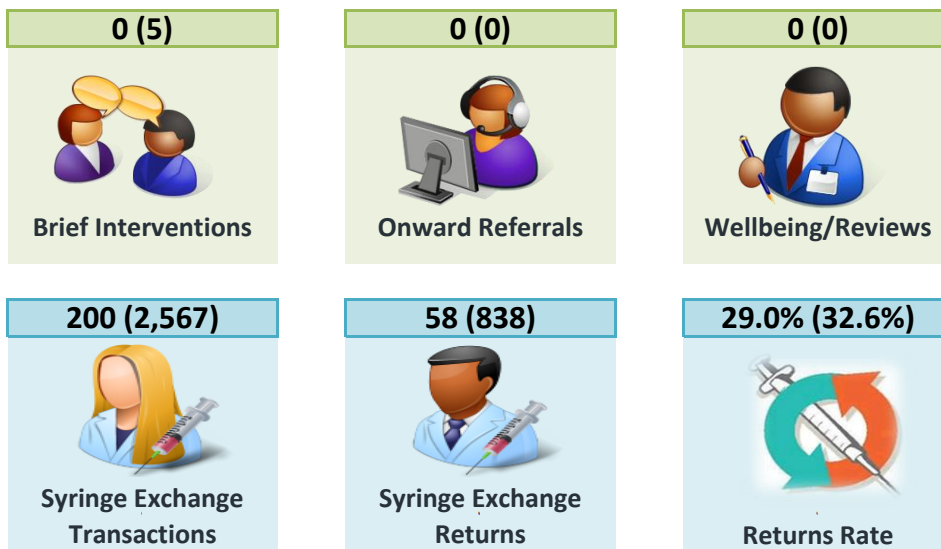 0 (5)
0 (0)
0 (0)
Brief Interventions
Onward Referrals
Wellbeing/Reviews
200 (2,567)
58 (838)
29.0% (32.6%)
Syringe Exchange
Transactions
Syringe Exchange
Returns
Returns Rate